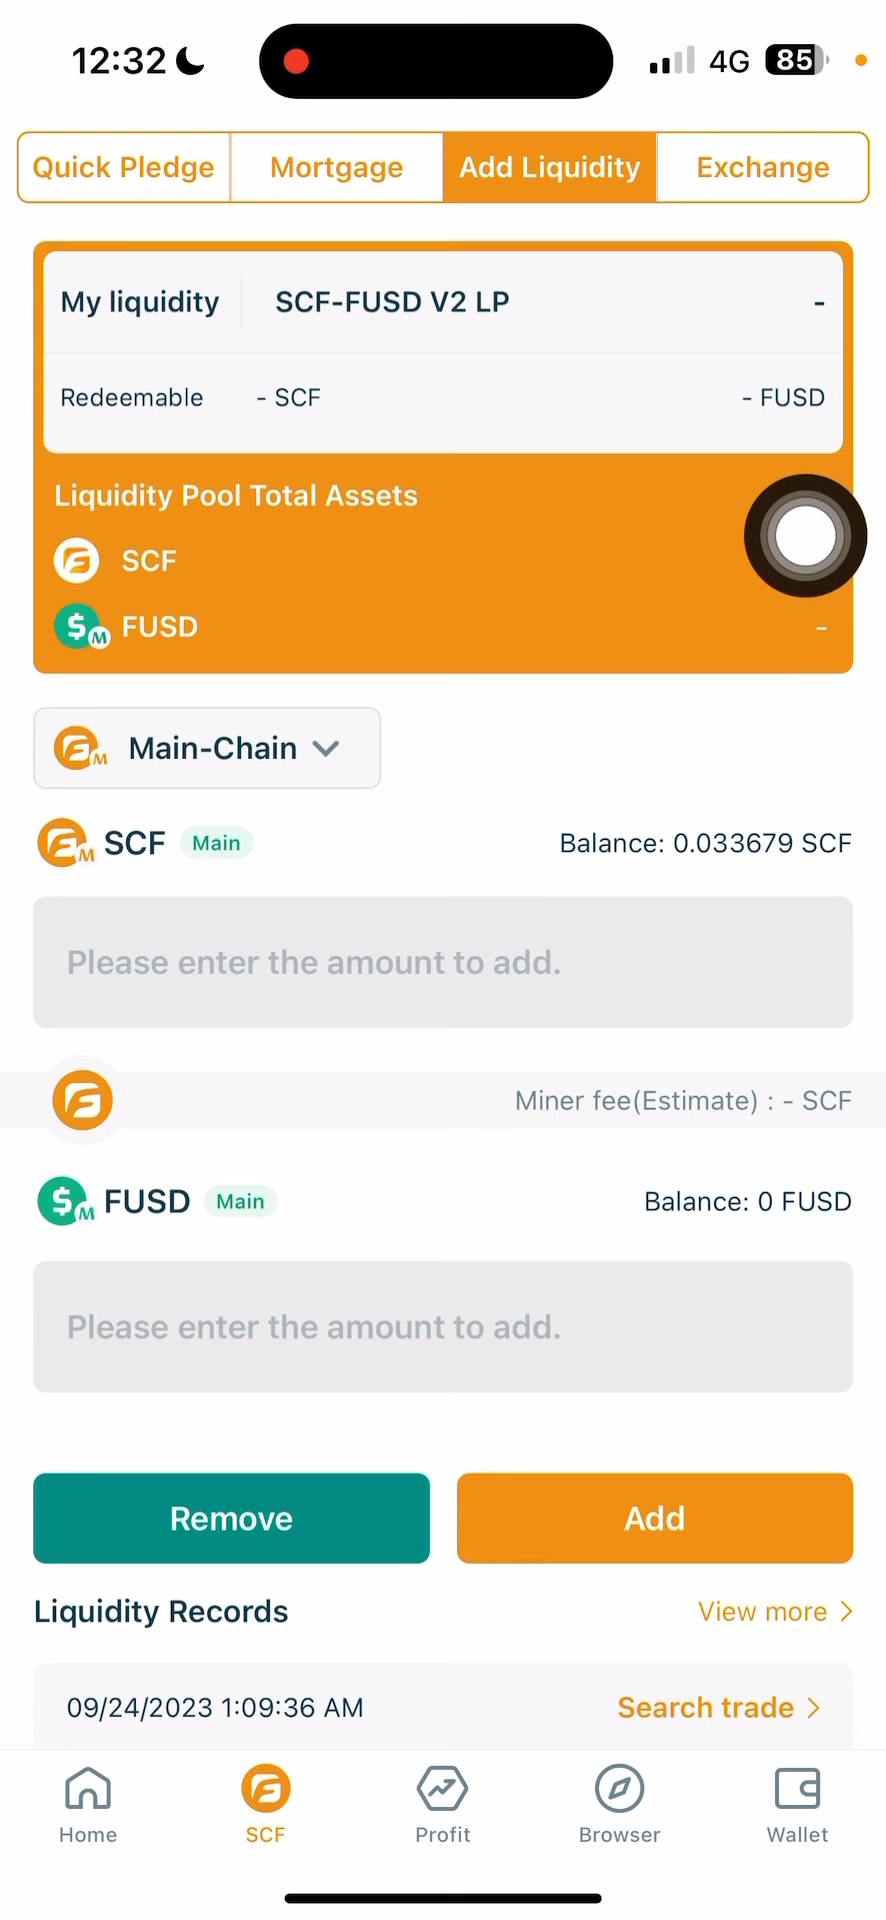 12:32
4G
85
Quick Pledge
Mortgage
Add Liquidity
Exchange
My liquidity
SCF-FUSD V2 LP
-
Redeemable
- SCF
- FUSD
Liquidity Pool Total Assets
SCF
FUSD
-
Main-Chain
SCF
Main
Balance: 0.033679 SCF
Please enter the amount to add.
Miner fee(Estimate) : - SCF
FUSD
Main
Balance: 0 FUSD
Please enter the amount to add.
Remove
Add
Liquidity Records
View more
09/24/2023 1:09:36 AM
Search trade
Home
SCF
Profit
Browser
Wallet